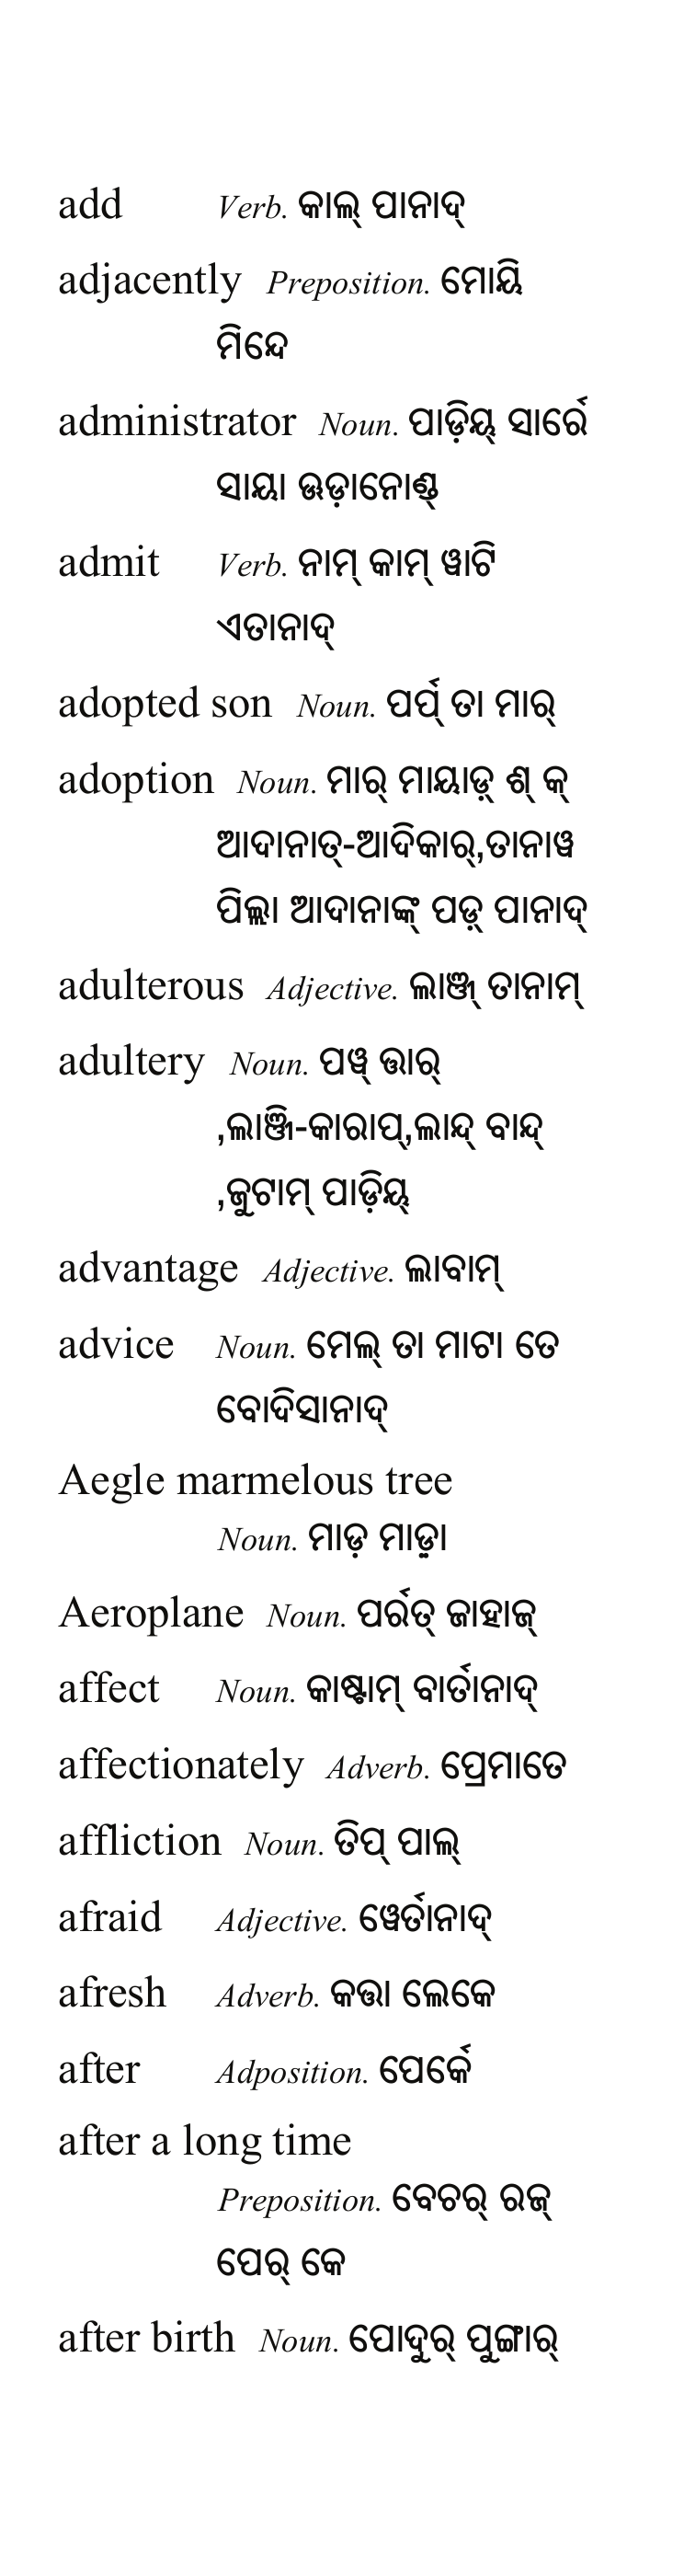 add Verb. କାଲ୍ ପାନାଦ୍
adjacently Preposition. ମୋୟି
ମିନ୍ଦେ
administrator Noun. ପାଡ଼ିୟ୍ ସାର୍ରେ
ସାୟା ଊଡ଼ାନୋଣ୍ଡ୍
admit Verb. ନାମ୍ କାମ୍ ୱାଟି
ଏତାନାଦ୍
adopted son Noun. ପର୍ପ୍ ତା ମାର୍
adoption Noun. ମାର୍ ମାୟାଡ଼୍ ଶ୍ କ୍
ଆଦାନାତ୍-ଆଦିକାର୍,ତାନାୱ
ପିଲ୍ଲା ଆଦାନାଙ୍କ୍ ପଡ଼୍ ପାନାଦ୍
adulterous Adjective. ଲାଞ୍ଜ୍ ତାନାମ୍
adultery Noun. ପୱ୍ ତ୍ତାର୍
,ଲାଞ୍ଜି-କାରାପ୍,ଲାନ୍ଦ୍ ବାନ୍ଦ୍
,ଜୁଟାମ୍ ପାଡ଼ିୟ୍
advantage Adjective. ଲାବାମ୍
advice Noun. ମେଲ୍ ତା ମାଟା ତେ
ବୋଦିସାନାଦ୍
Aegle marmelous tree
Noun. ମାଡ଼ ମାଡ଼ା
Aeroplane Noun. ପର୍ରତ୍ ଜାହାଜ୍
affect Noun. କାଷ୍ଟାମ୍ ବାର୍ତାନାଦ୍
affectionately Adverb. ପ୍ରେମାତେ
affliction Noun. ତିପ୍ ପାଲ୍
afraid Adjective. ୱେର୍ତାନାଦ୍
afresh Adverb. କତ୍ତା ଲେକେ
after Adposition. ପେର୍କେ
after a long time
Preposition. ବେଚର୍ ରଜ୍
ପେର୍ କେ
after birth Noun. ପୋଦୁର୍ ପୁଙ୍ଗାର୍